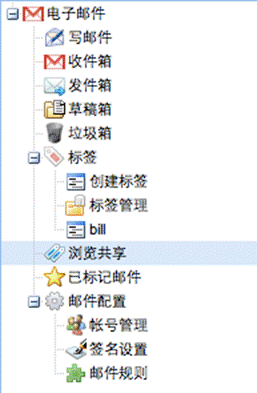 电子邮件
写邮件
收件箱
发件箱
草稿箱
垃圾箱
标签
创建标签
标签管理
bill
浏览共享
已标记邮件
邮件配置
帐号管理
签名设置
邮件规则